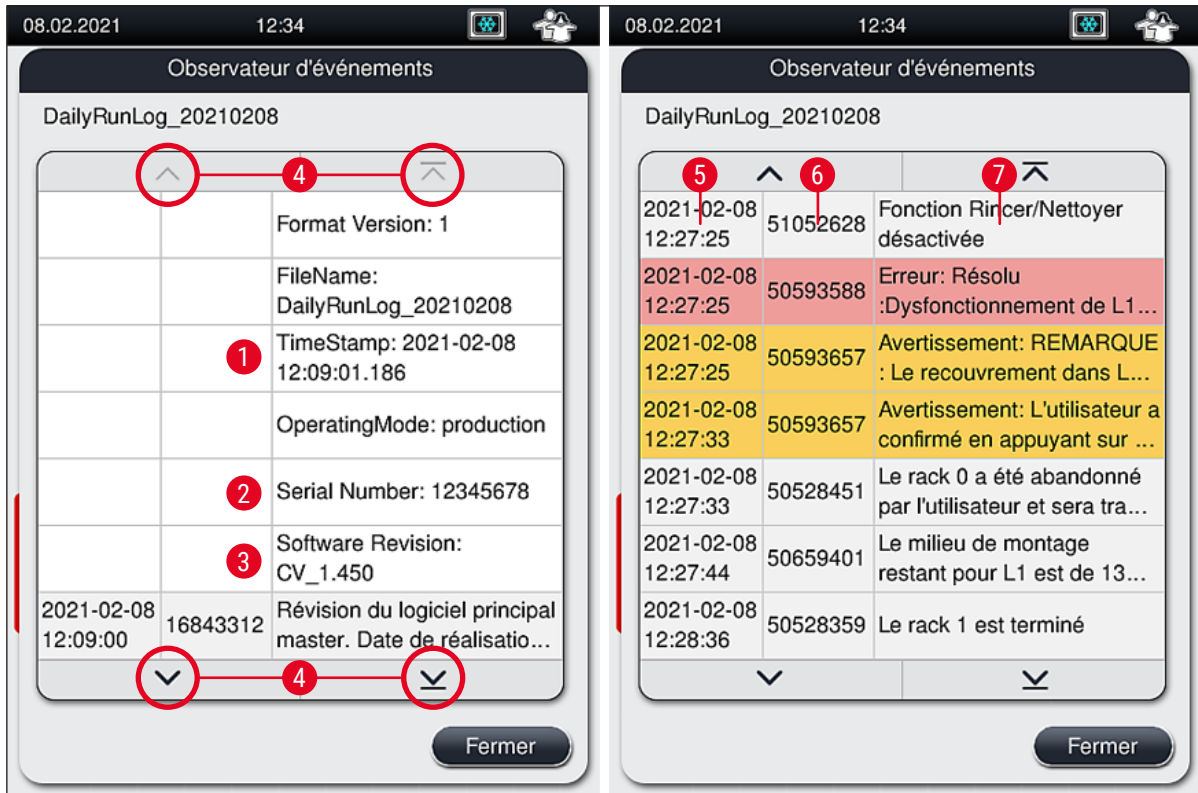 08.02.2021 12:34
Observateur d'événements
DailyRunLog_20210208
4
Format Version: 1
FileName:
DailyRunLog_20210208
1
TimeStamp: 2021-02-08
12:09:01.186
OperatingMode: production
2
Serial Number: 12345678
3
Software Revision:
CV_1.450
2021-02-08
12:09:00
16843312
Révision du logiciel principal
master. Date de réalisatio...
4
Fermer
08.02.2021 12:34
Observateur d'événements
DailyRunLog_20210208
5 6 7
2021-02-08
12:27:25
51052628
Fonction Rincer/Nettoyer
désactivée
2021-02-08
12:27:25
50593588
Erreur: Résolu
:Dysfonctionnement de L1...
2021-02-08
12:27:25
50593657
Avertissement: REMARQUE
: Le recouvrement dans L...
2021-02-08
12:27:33
50593657
Avertissement: L'utilisateur a
confirmé en appuyant sur ...
2021-02-08
12:27:33
50528451
Le rack 0 a été abandonné
par l'utilisateur et sera tra...
2021-02-08
12:27:44
50659401
Le milieu de montage
restant pour L1 est de 13...
2021-02-08
12:28:36
50528359
Le rack 1 est terminé
Fermer